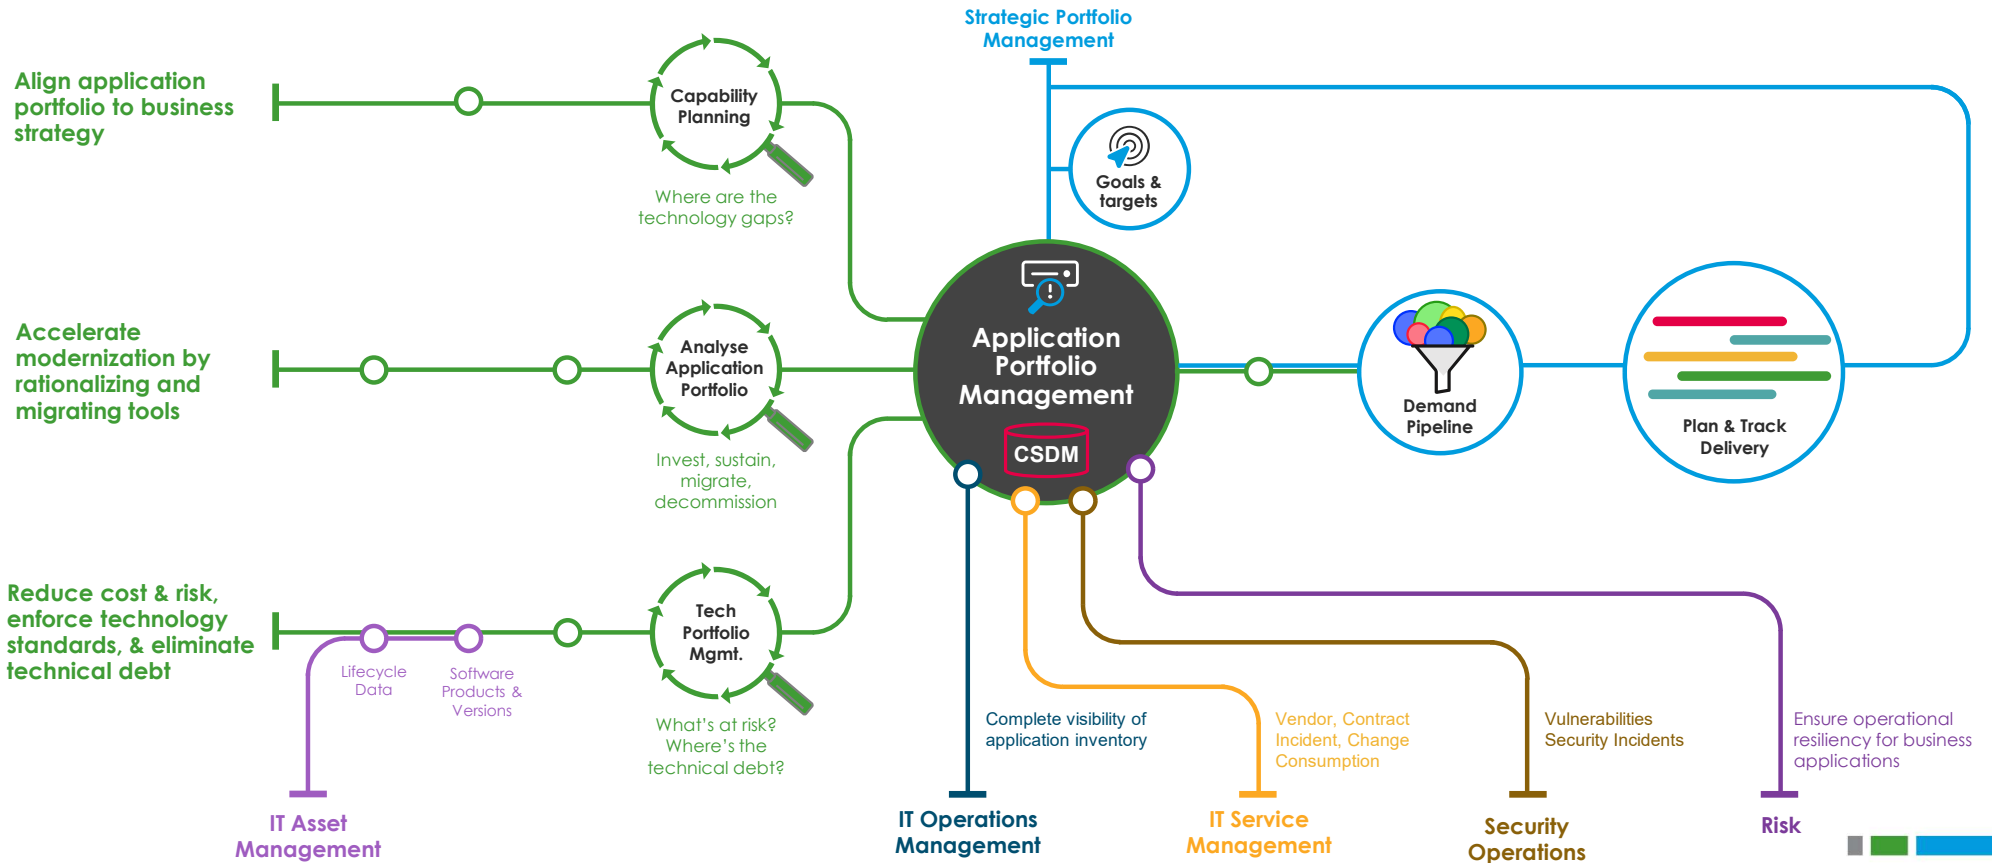 Strategic Portfolio
Management
Align application
portfolio to business
strategy
Capability
Planning
Where are the
technology gaps?
Goals &
targets
Accelerate
modernization by
rationalizing and
migrating tools
Analyse
Application
Portfolio
Invest, sustain,
migrate,
decommission
Application
Portfolio
Management
CSDM
Demand
Pipeline
Plan & Track
Delivery
Reduce cost & risk,
enforce technology
standards, & eliminate
technical debt
Lifecycle
Data
Software
Products &
Versions
Tech
Portfolio
Mgmt.
What's at risk?
Where's the
technical debt?
Complete visibility of
application inventory
Vendor, Contract
Incident, Change
Consumption
Vulnerabilities
Security Incidents
Ensure operational
resiliency for business
applications
IT Asset
Management
IT Operations
Management
IT Service
Management
Security
Operations
Risk